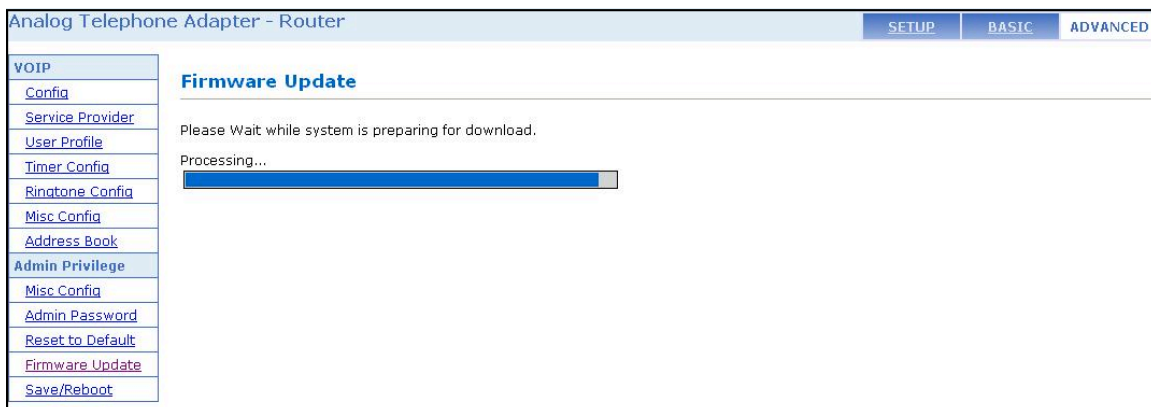 Analog Telephone Adapter - Router
SETUP
BASIC
ADVANCED
VOIP
Config
Service Provider
User Profile
Timer Config
Ringtone Config
Misc Config
Address Book
Admin Privilege
Misc Config
Admin Password
Reset to Default
Firmware Update
Save/Reboot
Firmware Update
Please Wait while system is preparing for download.
Processing...